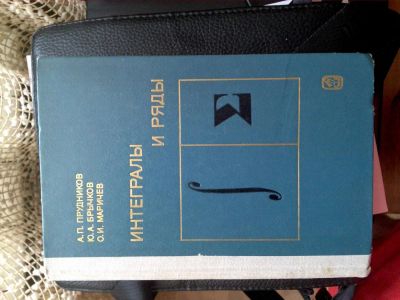 А. П. ПРУДНИКОВ
Ю. А. БРЫЧКОВ
О. И. МАРИЧЕВ
ИНТЕГРАЛЫ
И РЯДЫ
∫ Σ